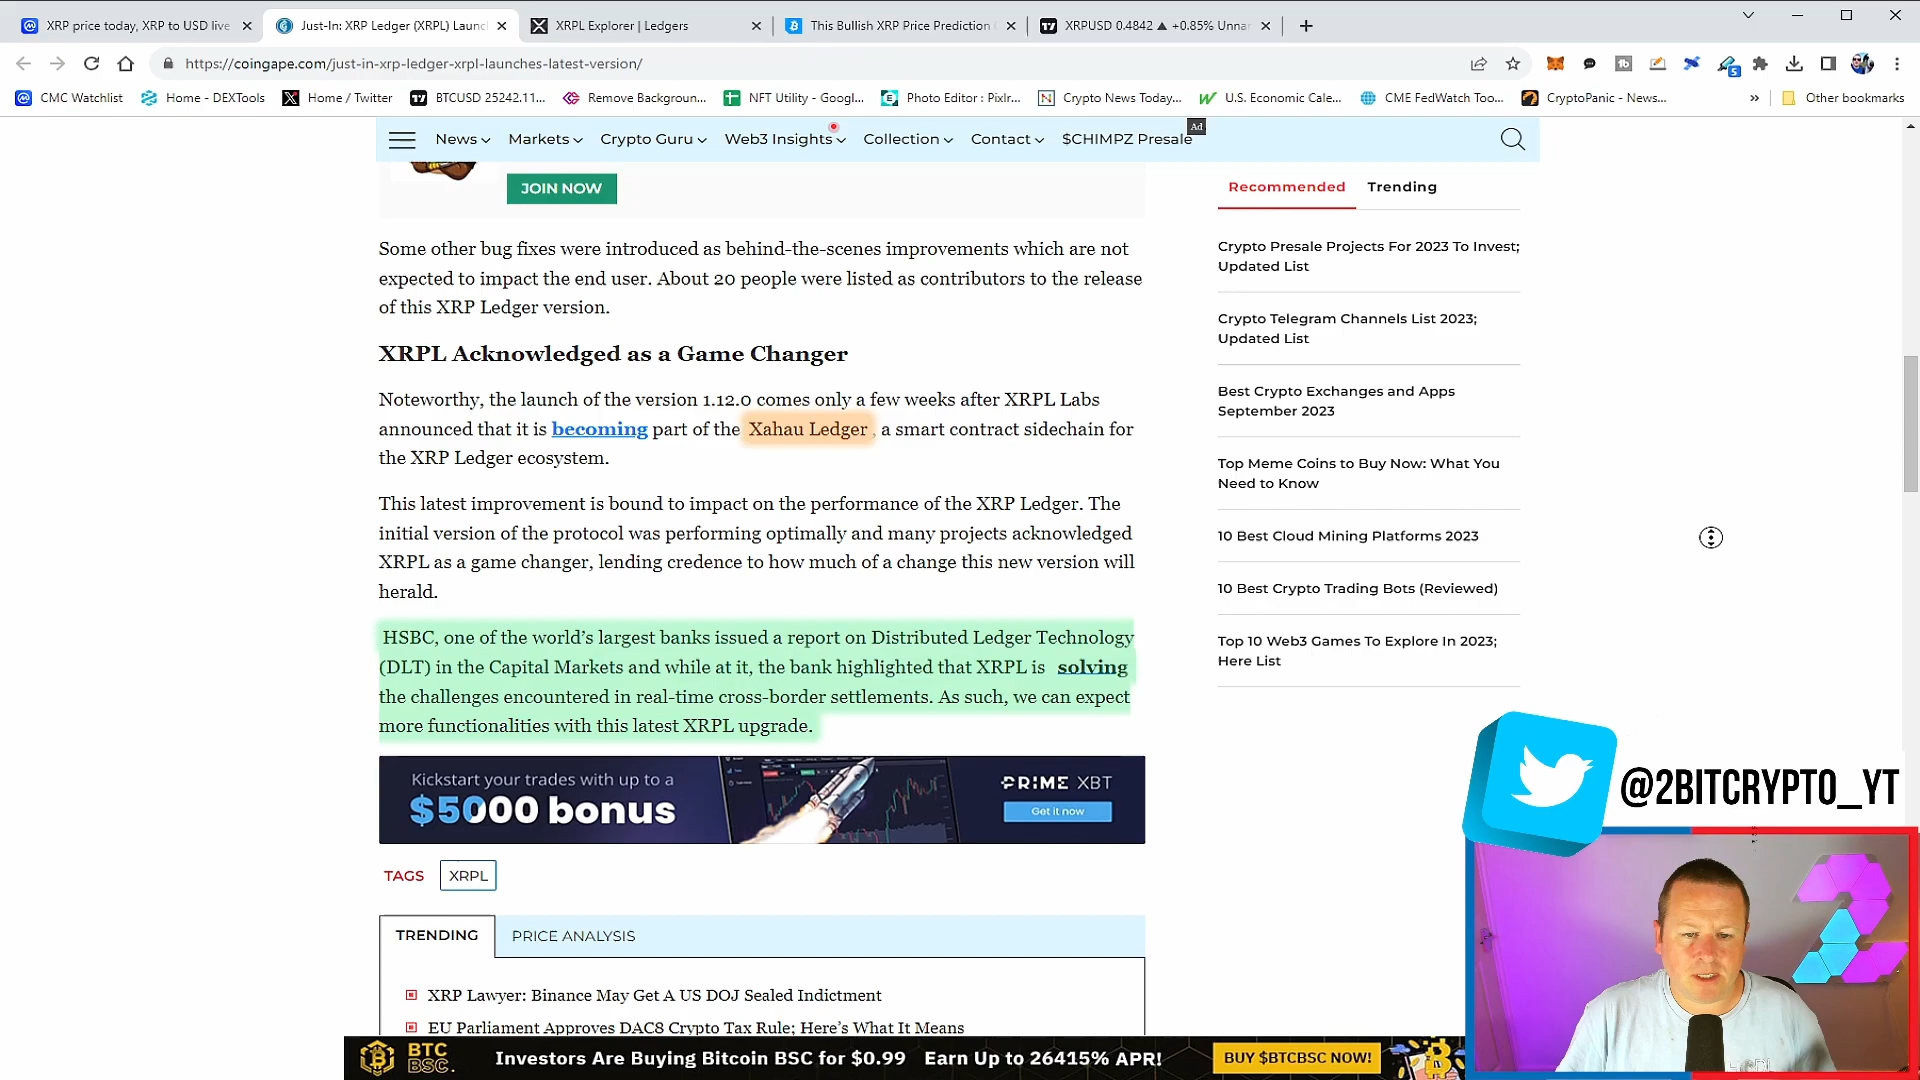 XRP price today, XRP to USD live
Just-In: XRP Ledger (XRPL) Launc
XRPL Explorer | Ledgers
This Bullish XRP Price Prediction
XRPUSD 0.4842 ▲ +0.85% Unnar
https://coingape.com/just-in-xrp-ledger-xrpl-launches-latest-version/
5
CMC Watchlist
Home - DEXTools
Home / Twitter
BTCUSD 25242.11...
Remove Backgroun...
NFT Utility - Googl...
Photo Editor : Pixlr...
Crypto News Today...
U.S. Economic Cale...
CME FedWatch Too...
CryptoPanic - News...
»
Other bookmarks
News
Markets
Crypto Guru
Web3 Insights
Collection
Contact
$CHIMPZ Presale
Ad
JOIN NOW
Some other bug fixes were introduced as behind-the-scenes improvements which are not
expected to impact the end user. About 20 people were listed as contributors to the release
of this XRP Ledger version.
XRPL Acknowledged as a Game Changer
Noteworthy, the launch of the version 1.12.0 comes only a few weeks after XRPL Labs
announced that it is becoming part of the Xahau Ledger, a smart contract sidechain for
the XRP Ledger ecosystem.
This latest improvement is bound to impact on the performance of the XRP Ledger. The
initial version of the protocol was performing optimally and many projects acknowledged
XRPL as a game changer, lending credence to how much of a change this new version will
herald.
HSBC, one of the world's largest banks issued a report on Distributed Ledger Technology
(DLT) in the Capital Markets and while at it, the bank highlighted that XRPL is solving
the challenges encountered in real-time cross-border settlements. As such, we can expect
more functionalities with this latest XRPL upgrade.
Kickstart your trades with up to a
$5000 bonus
PRIME XBT
Get it now
TAGS
XRPL
TRENDING
PRICE ANALYSIS
XRP Lawyer: Binance May Get A US DOJ Sealed Indictment
EU Parliament Approves DAC8 Crypto Tax Rule; Here's What It Means
Recommended
Trending
Crypto Presale Projects For 2023 To Invest;
Updated List
Crypto Telegram Channels List 2023;
Updated List
Best Crypto Exchanges and Apps
September 2023
Top Meme Coins to Buy Now: What You
Need to Know
10 Best Cloud Mining Platforms 2023
10 Best Crypto Trading Bots (Reviewed)
Top 10 Web3 Games To Explore In 2023;
Here List
@2BITCRYPTO_YT
BTC
BSC.
Investors Are Buying Bitcoin BSC for $0.99 Earn Up to 26415% APR!
BUY $BTCBSC NOW!